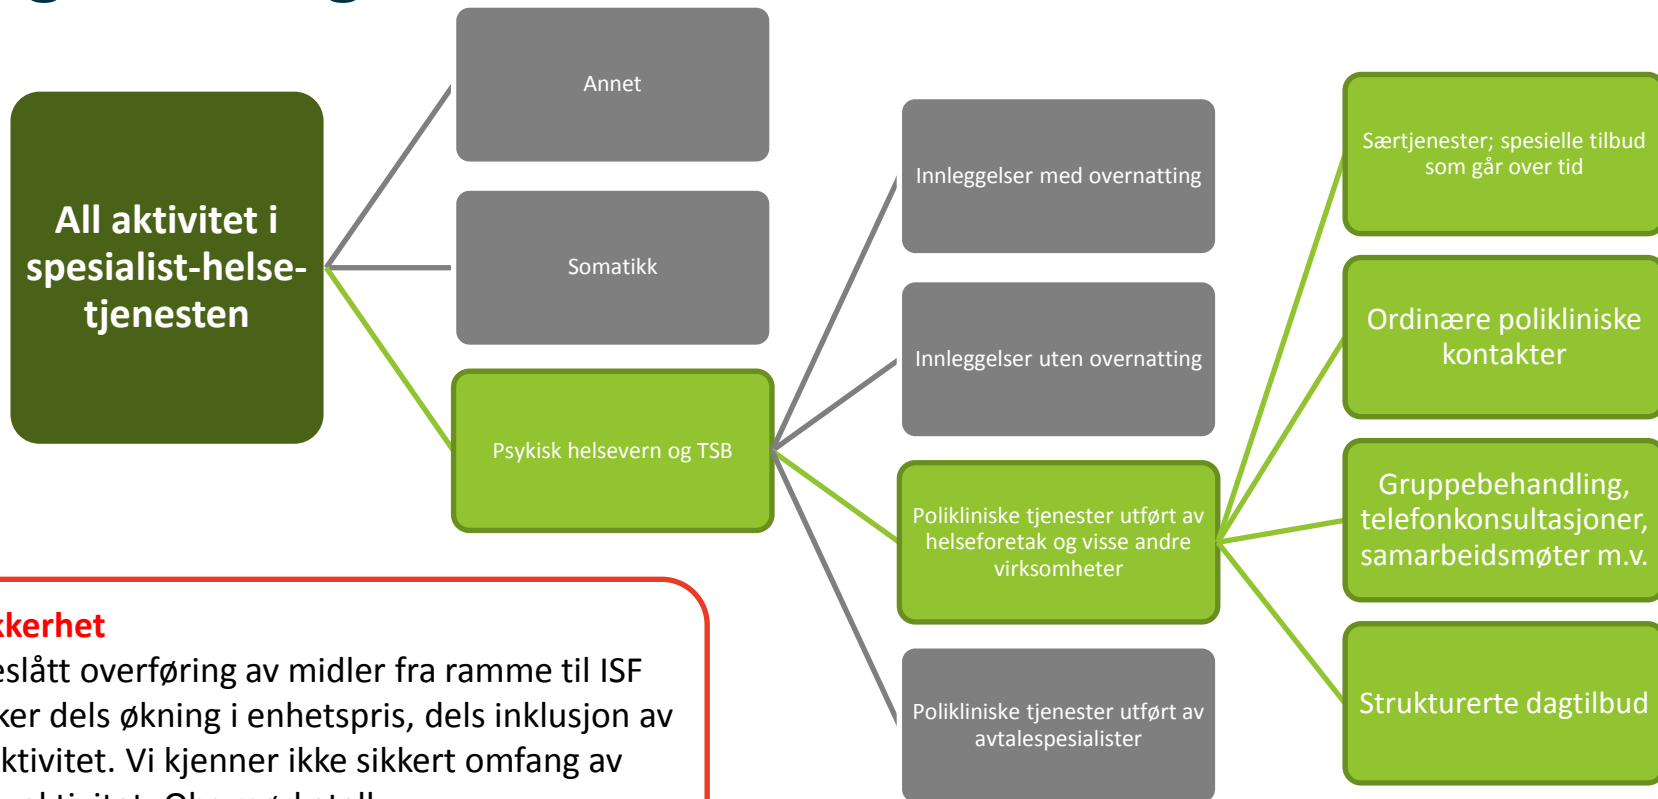 All aktivitet i
spesialist-helse-
tjenesten
Annet
Somatikk
Psykisk helsevern og TSB
Innleggelser med overnatting
Innleggelser uten overnatting
Polikliniske tjenester utført av
helseforetak og visse andre
virksomheter
Polikliniske tjenester utført av
avtalespesialister
Særtjenester; spesielle tilbud
som går over tid
Ordinære polikliniske
kontakter
Gruppebehandling,
telefonkonsultasjoner,
samarbeidsmøter m.v.
Strukturerte dagtilbud
kkerhet
eslått overføring av midler fra ramme til ISF
ker dels økning i enhetspris, dels inklusjon av
ktivitet. Vi kjenner ikke sikkert omfang av